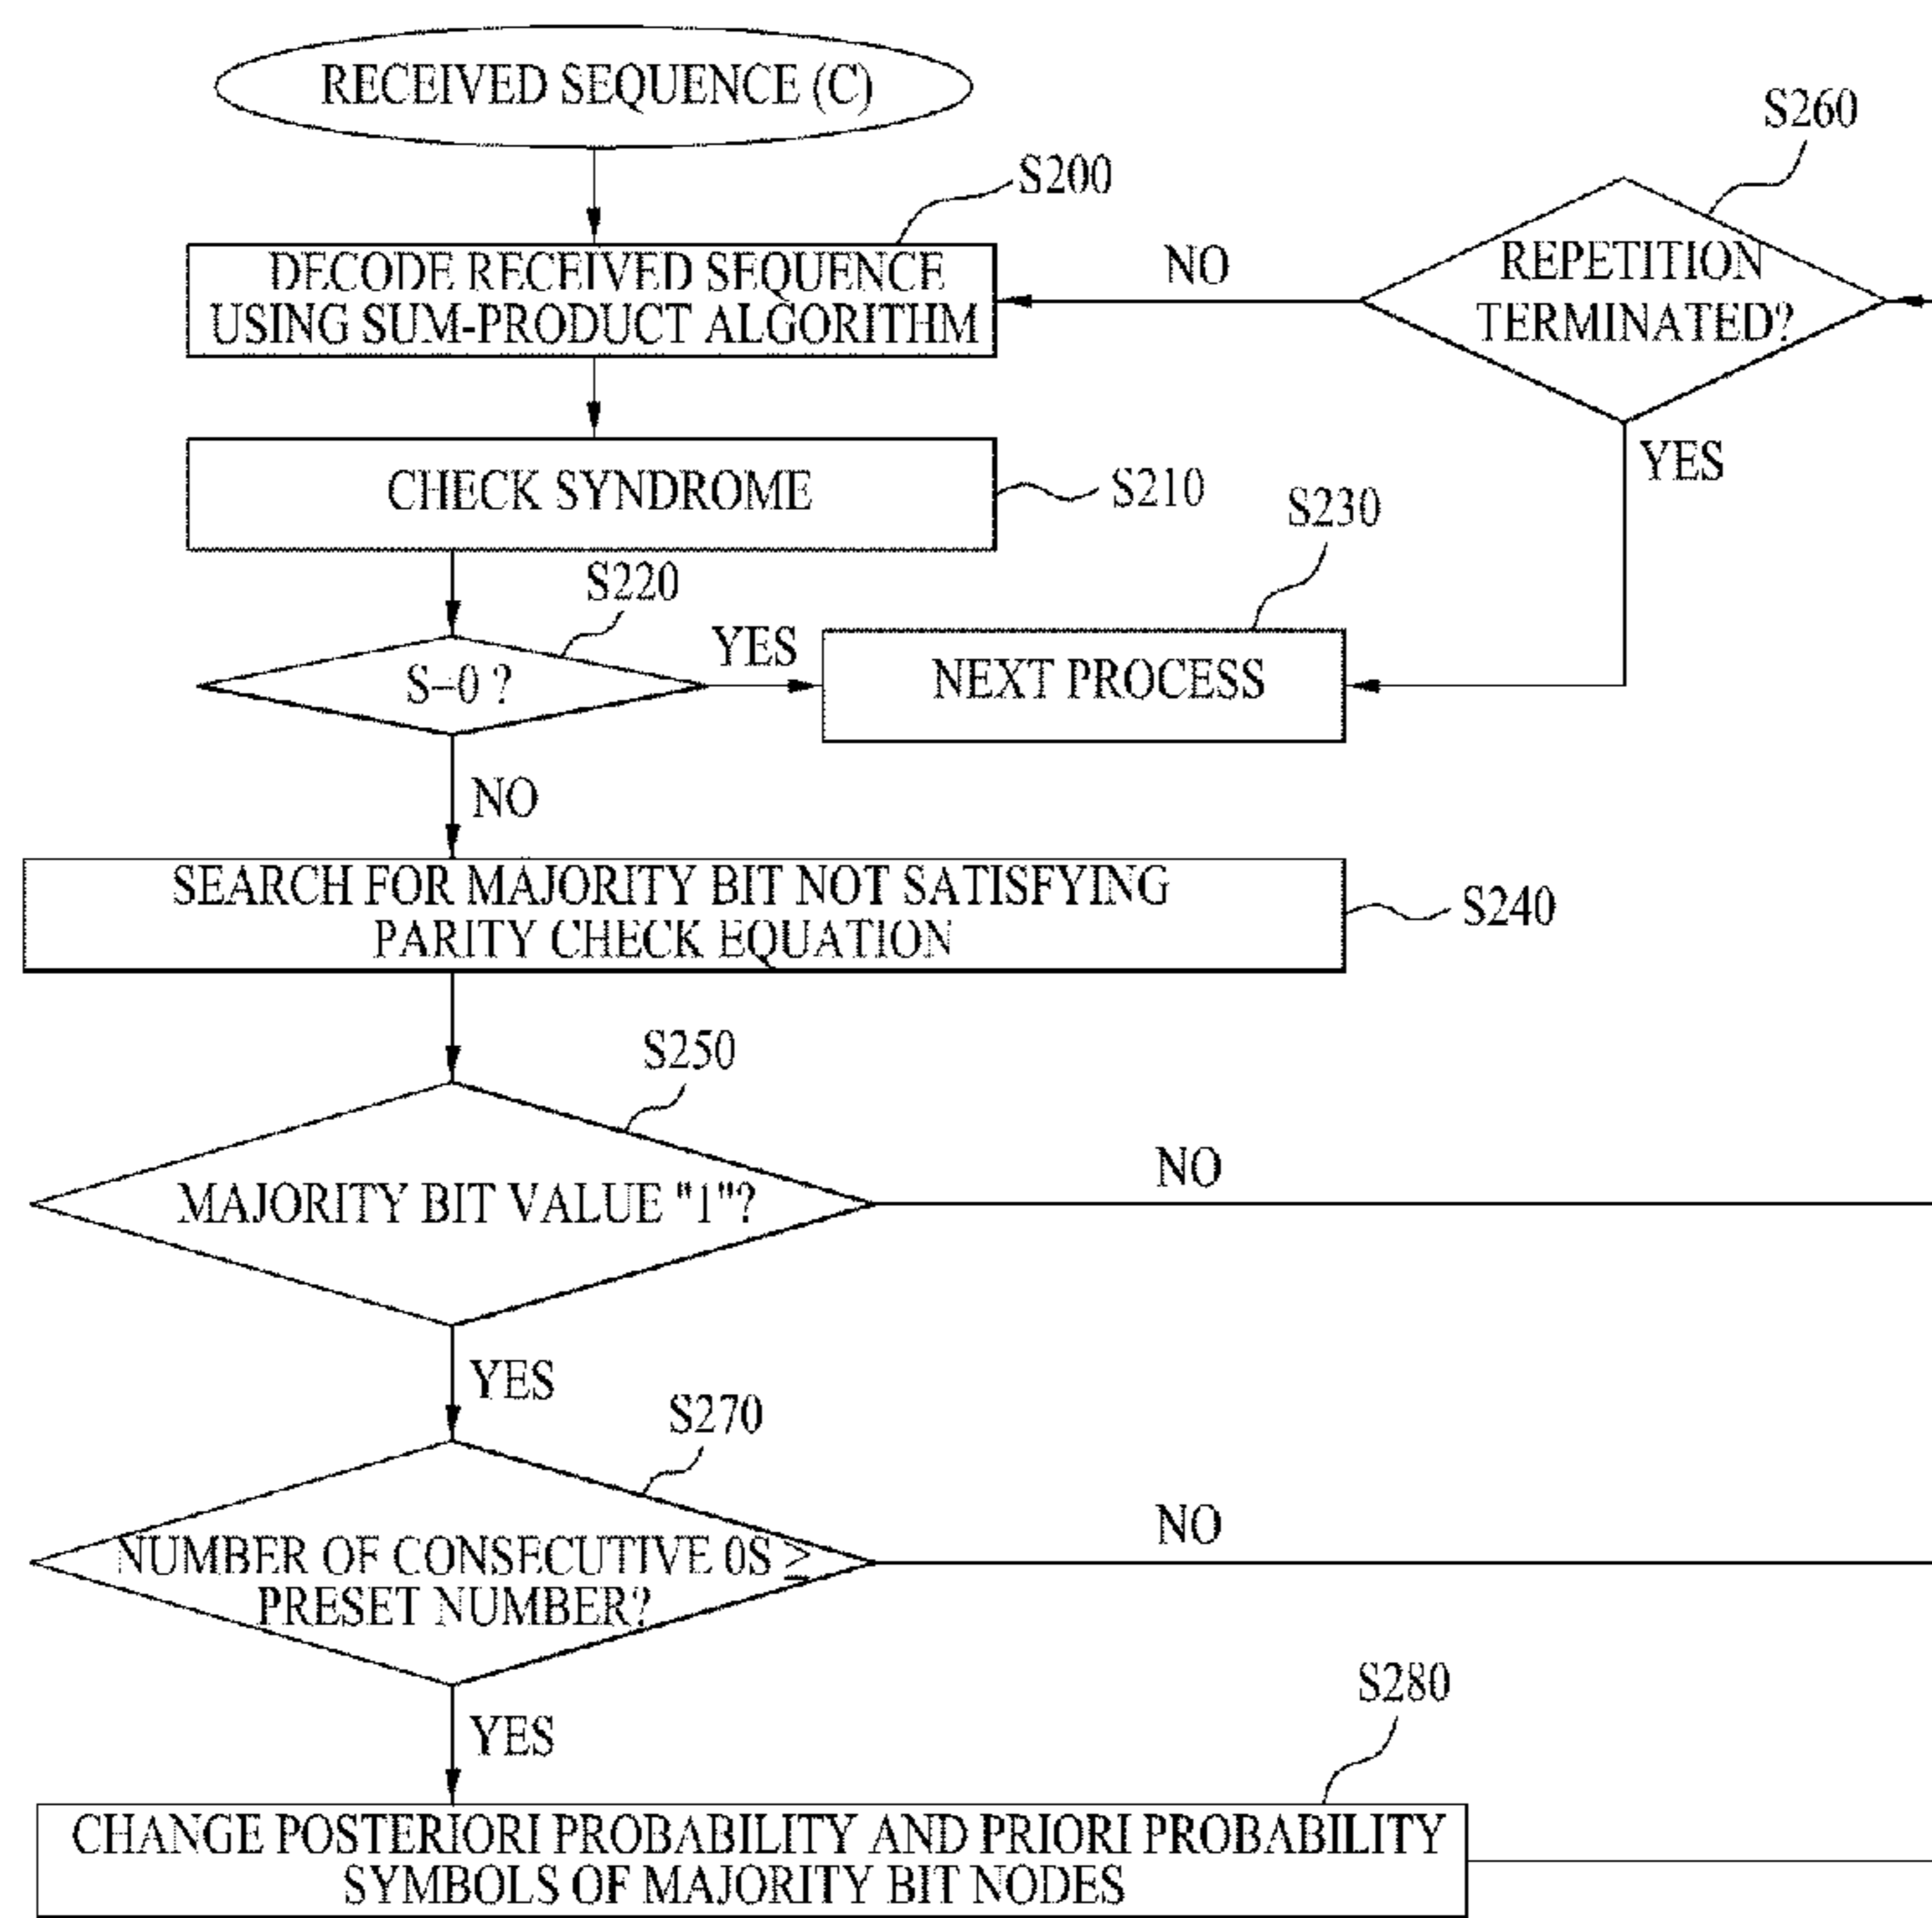 RECEIVED SEQUENCE (C)
S260
S200
DECODE RECEIVED SEQUENCE
USING SUM-PRODUCT ALGORITHM
NO
REPETITION
TERMINATED?
YES
CHECK SYNDROME
S210
S230
S220
S=0 ?
YES
NEXT PROCESS
NO
SEARCH FOR MAJORITY BIT NOT SATISFYING
PARITY CHECK EQUATION
S240
S250
MAJORITY BIT VALUE "1"?
NO
YES
S270
NUMBER OF CONSECUTIVE 0S ≥
PRESET NUMBER?
NO
YES
S280
CHANGE POSTERIORI PROBABILITY AND PRIORI PROBABILITY
SYMBOLS OF MAJORITY BIT NODES